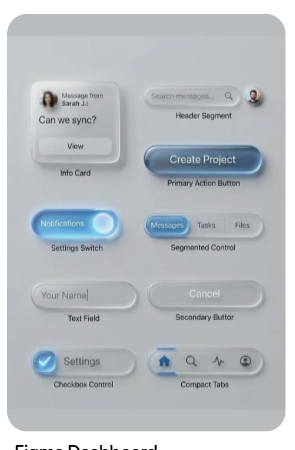 Message from
Sarah J.:
Can we sync?
View
Info Card
Search messages...
Header Segment
Create Project
Primary Action Button
Notifications
Settings Switch
Messages Tasks Files
Segmented Control
Your Name
Text Field
Cancel
Secondary Buttor
Settings
Checkbox Control
Compact Tabs
Figma Dashboard